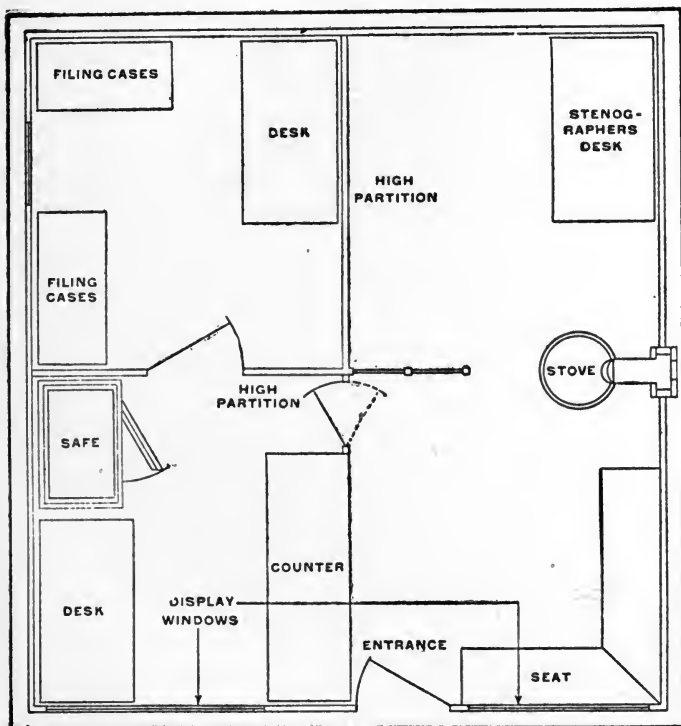 FILING CASES
DESK
STENOG-
RAPHERS
DESK
HIGH
PARTITION
FILING
CASES
STOVE
HIGH
PARTITION
SAFE
COUNTER
DESK
DISPLAY
WINDOWS
ENTRANCE
SEAT